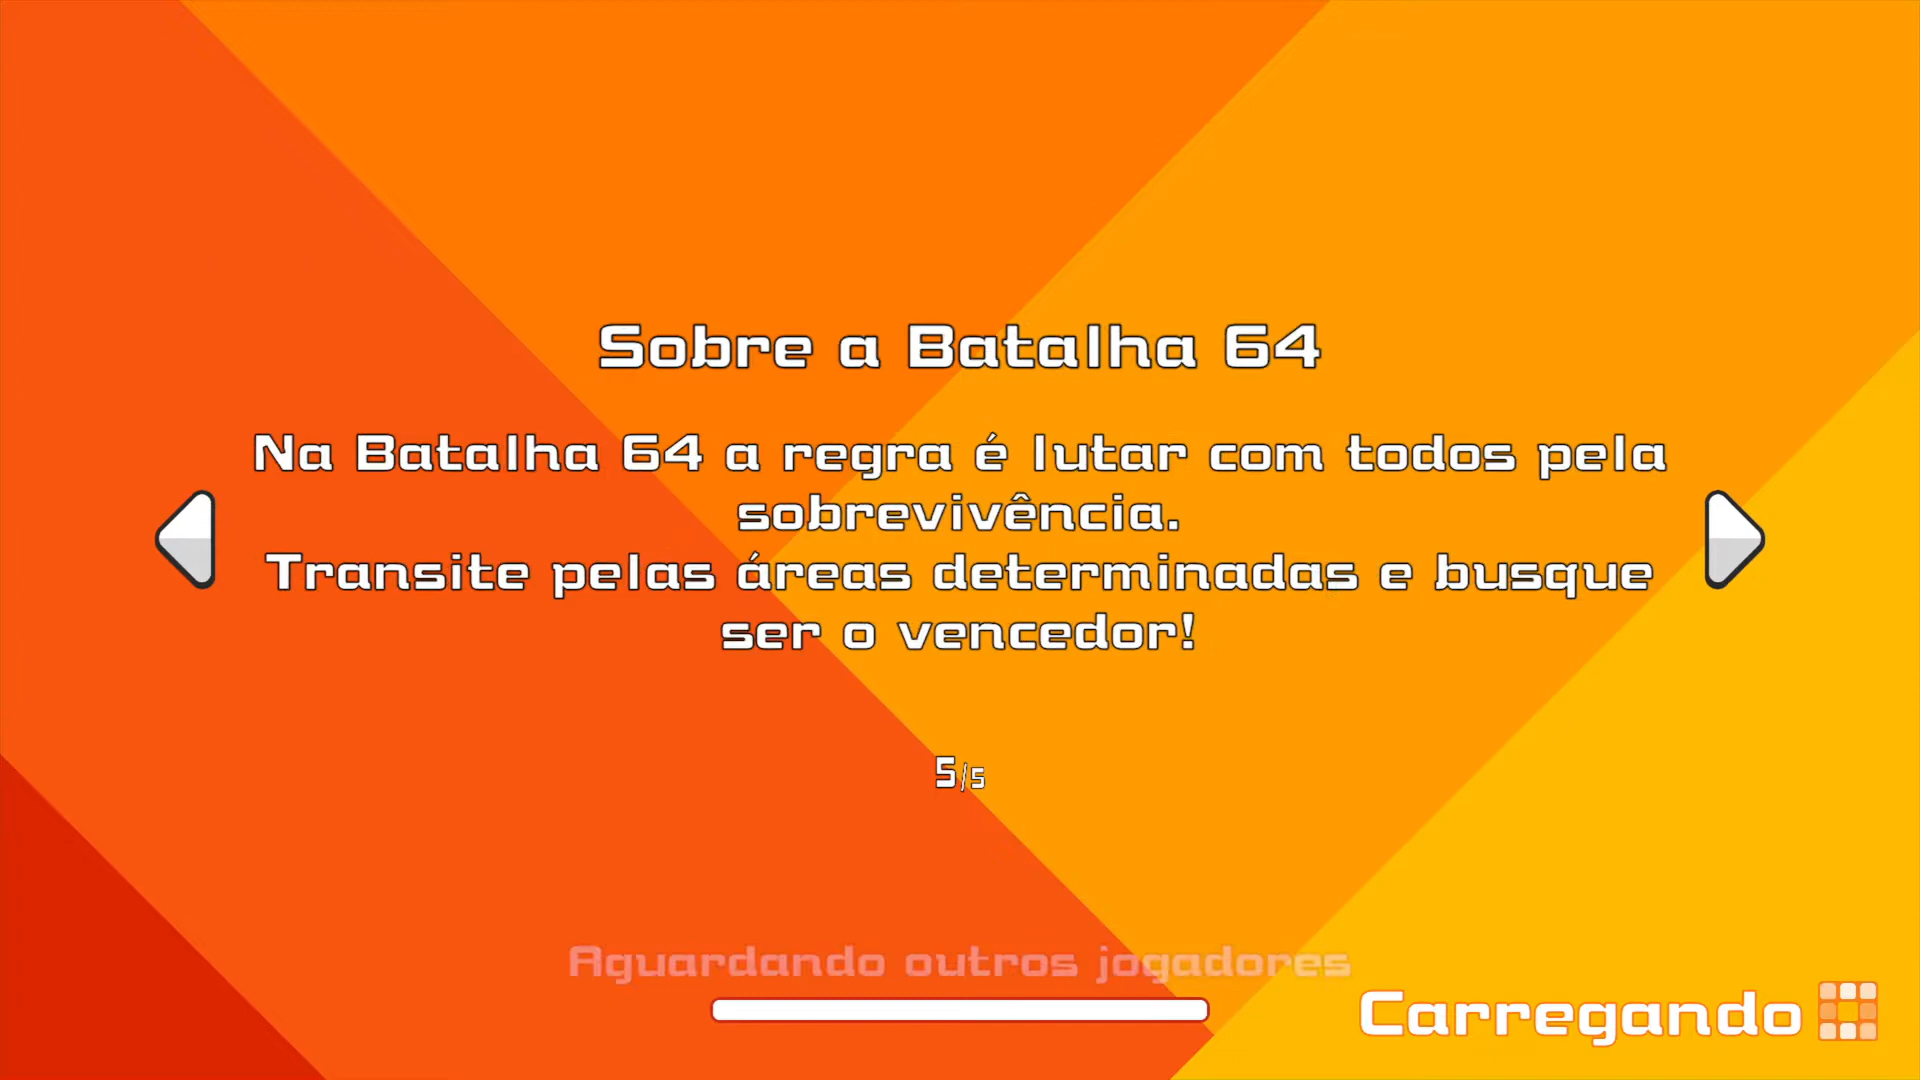 Sobre a Batalha 64
Na Batalha 64 a regra é lutar com todos pela
sobrevivência.
Transite pelas áreas determinadas e busque
ser o vencedor!
5/5
Aguardando outros jogadores
Carregando